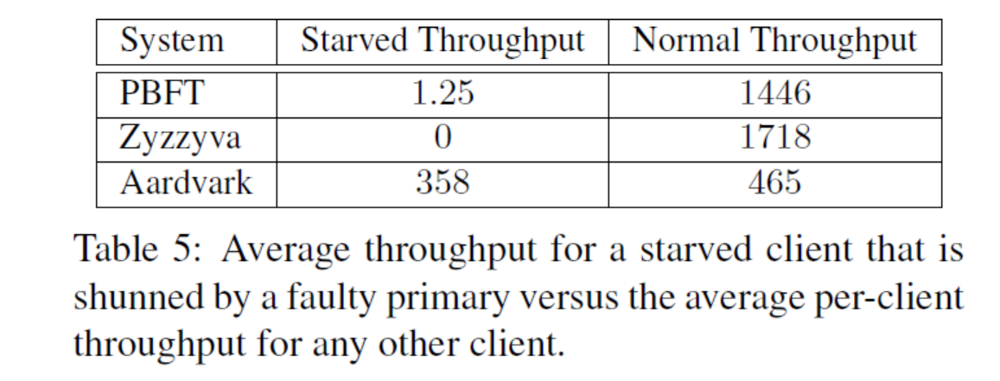 System Starved Throughput Normal Throughput
PBFT 1.25 1446
Zyzzyva 0 1718
Aardvark 358 465
Table 5: Average throughput for a starved client that is
shunned by a faulty primary versus the average per-client
throughput for any other client.